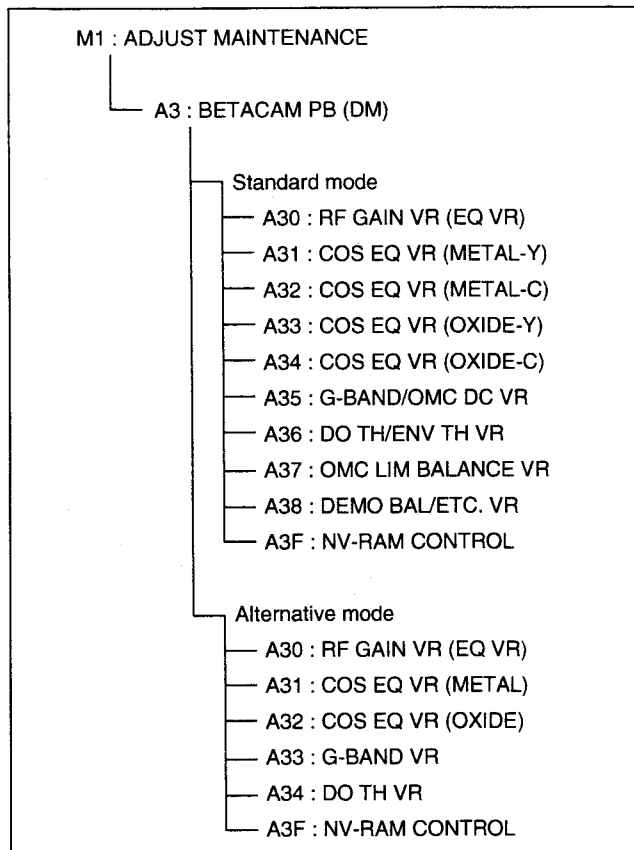 M1 : ADJUST MAINTENANCE
A3 : BETACAM PB (DM)
Standard mode
A30 : RF GAIN VR (EQ VR)
A31 : COS EQ VR (METAL-Y)
A32 : COS EQ VR (METAL-C)
A33 : COS EQ VR (OXIDE-Y)
A34 : COS EQ VR (OXIDE-C)
A35 : G-BAND/OMC DC VR
A36 : DO TH/ENV TH VR
A37 : OMC LIM BALANCE VR
A38 : DEMO BAL/ETC. VR
A3F : NV-RAM CONTROL
Alternative mode
A30 : RF GAIN VR (EQ VR)
A31 : COS EQ VR (METAL)
A32 : COS EQ VR (OXIDE)
A33 : G-BAND VR
A34 : DO TH VR
A3F : NV-RAM CONTROL